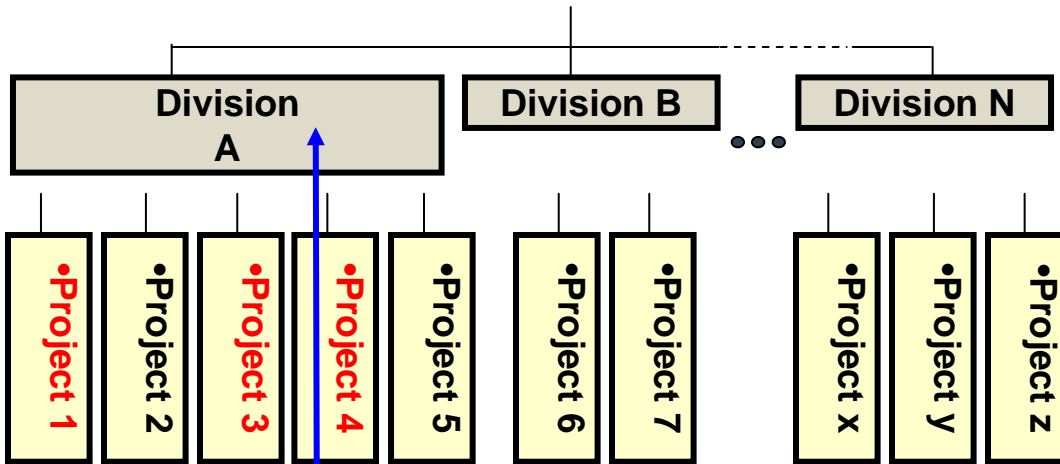 Division
A
Division B
Division N
•Project 1
•Project 2
•Project 3
•Project 4
•Project 5
•Project 6
•Project 7
•Project x
•Project y
•Project z